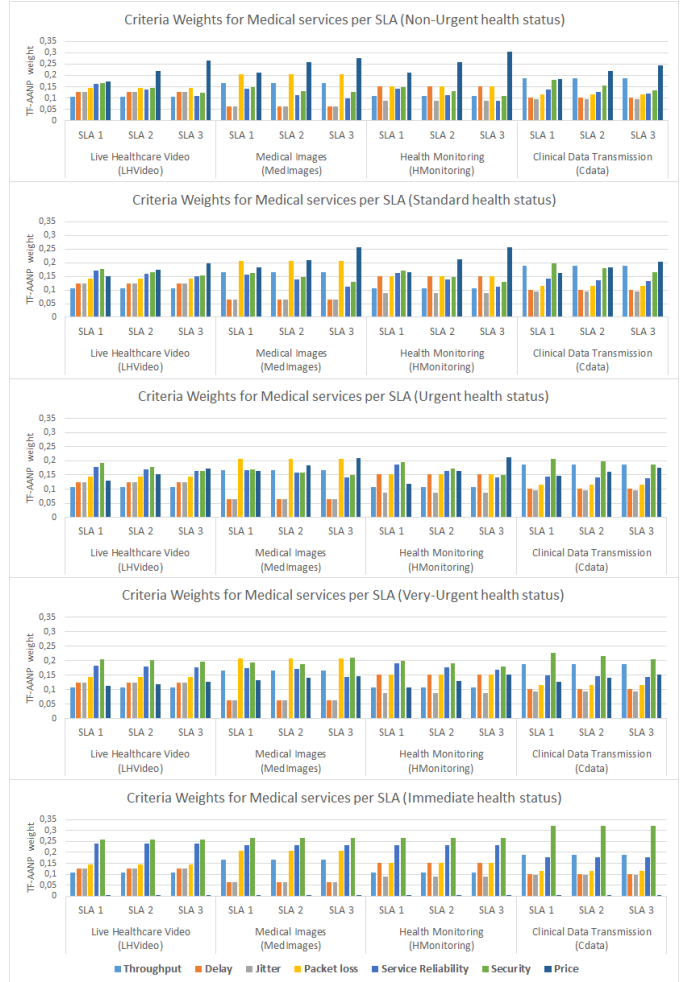 Criteria Weights for Medical services per SLA (Non-Urgent health status)
TF-AANP weight
0,35
0,3
0,25
0,2
0,15
0,1
0,05
0
SLA 1 SLA 2 SLA 3 SLA 1 SLA 2 SLA 3 SLA 1 SLA 2 SLA 3 SLA 1 SLA 2 SLA 3
Live Healthcare Video Medical Images Health Monitoring Clinical Data Transmission
(LHVideo) (MedImages) (HMonitoring) (Cdata)
Criteria Weights for Medical services per SLA (Standard health status)
TF-AANP weight
0,35
0,3
0,25
0,2
0,15
0,1
0,05
0
SLA 1 SLA 2 SLA 3 SLA 1 SLA 2 SLA 3 SLA 1 SLA 2 SLA 3 SLA 1 SLA 2 SLA 3
Live Healthcare Video Medical Images Health Monitoring Clinical Data Transmission
(LHVideo) (MedImages) (HMonitoring) (Cdata)
Criteria Weights for Medical services per SLA (Urgent health status)
TF-AANP weight
0,35
0,3
0,25
0,2
0,15
0,1
0,05
0
SLA 1 SLA 2 SLA 3 SLA 1 SLA 2 SLA 3 SLA 1 SLA 2 SLA 3 SLA 1 SLA 2 SLA 3
Live Healthcare Video Medical Images Health Monitoring Clinical Data Transmission
(LHVideo) (MedImages) (HMonitoring) (Cdata)
Criteria Weights for Medical services per SLA (Very-Urgent health status)
TF-AANP weight
0,35
0,3
0,25
0,2
0,15
0,1
0,05
0
SLA 1 SLA 2 SLA 3 SLA 1 SLA 2 SLA 3 SLA 1 SLA 2 SLA 3 SLA 1 SLA 2 SLA 3
Live Healthcare Video Medical Images Health Monitoring Clinical Data Transmission
(LHVideo) (MedImages) (HMonitoring) (Cdata)
Criteria Weights for Medical services per SLA (Immediate health status)
TF-AANP weight
0,35
0,3
0,25
0,2
0,15
0,1
0,05
0
SLA 1 SLA 2 SLA 3 SLA 1 SLA 2 SLA 3 SLA 1 SLA 2 SLA 3 SLA 1 SLA 2 SLA 3
Live Healthcare Video Medical Images Health Monitoring Clinical Data Transmission
(LHVideo) (MedImages) (HMonitoring) (Cdata)
Throughput Delay Jitter Packet loss Service Reliability Security Price